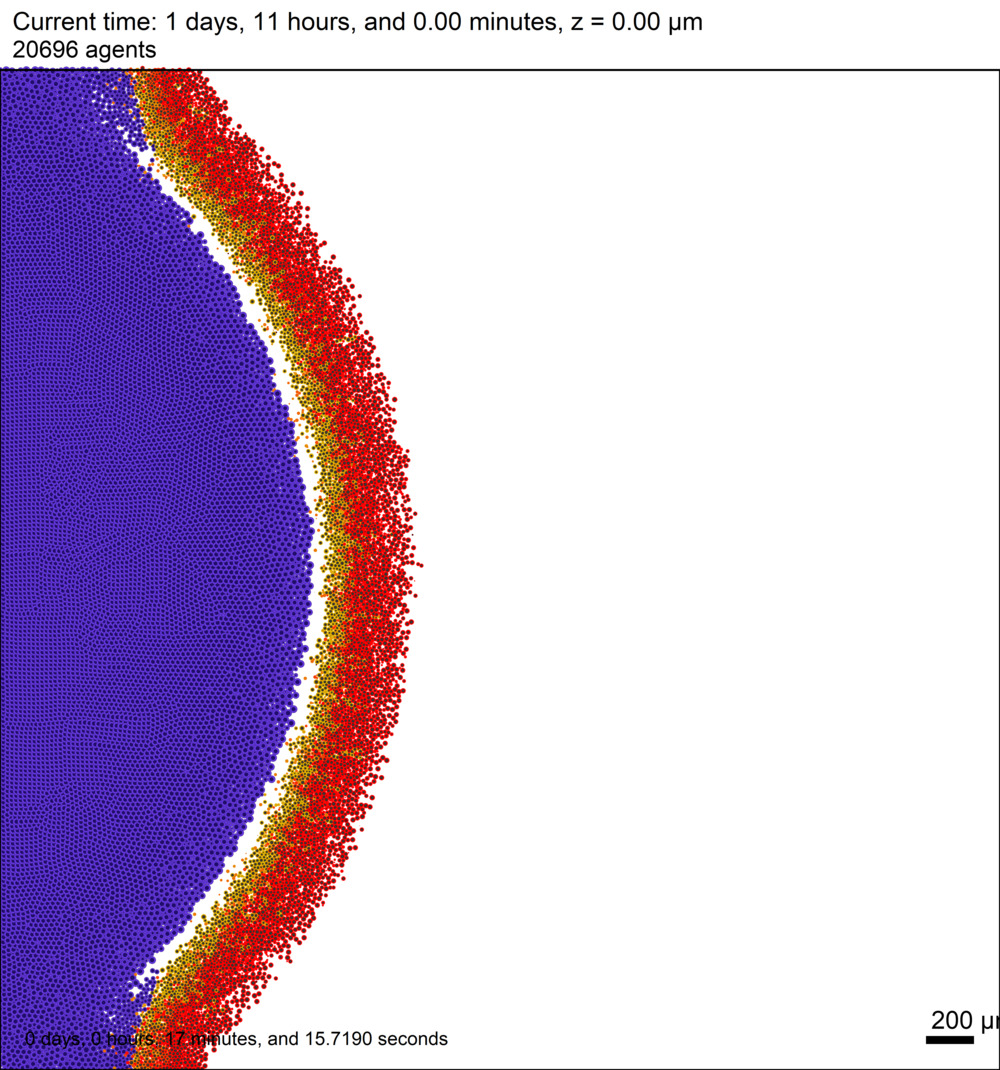 Current time: 1 days, 11 hours, and 0.00 minutes, z = 0.00 μm
20696 agents
200 μ
0 days, 0 hours, 17 minutes, and 15.7190 seconds